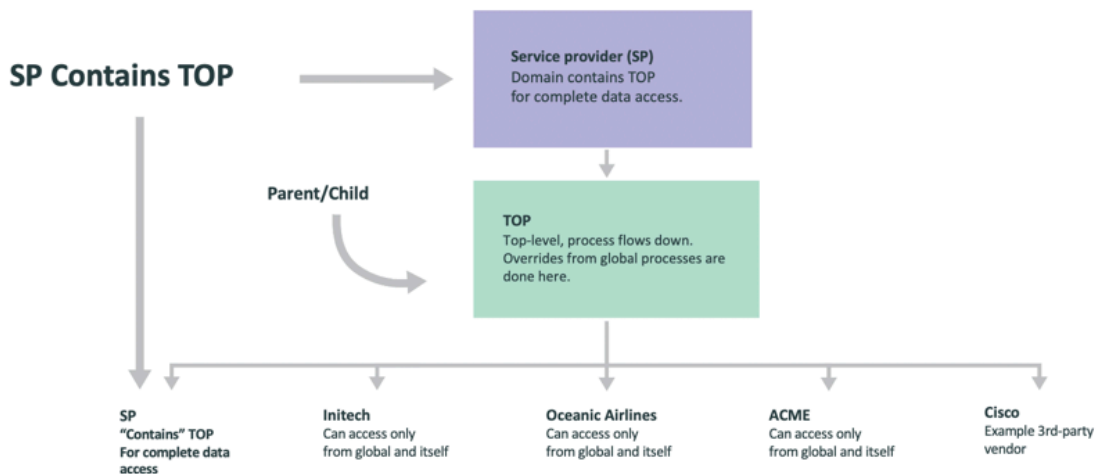 SP Contains TOP
Service provider (SP)
Domain contains TOP
for complete data access.
Parent/Child
TOP
Top-level, process flows down.
Overrides from global processes are
done here.
SP
“Contains” TOP
For complete data
access
Initech
Can access only
from global and itself
Oceanic Airlines
Can access only
from global and itself
ACME
Can access only
from global and itself
Cisco
Example 3rd-party
vendor